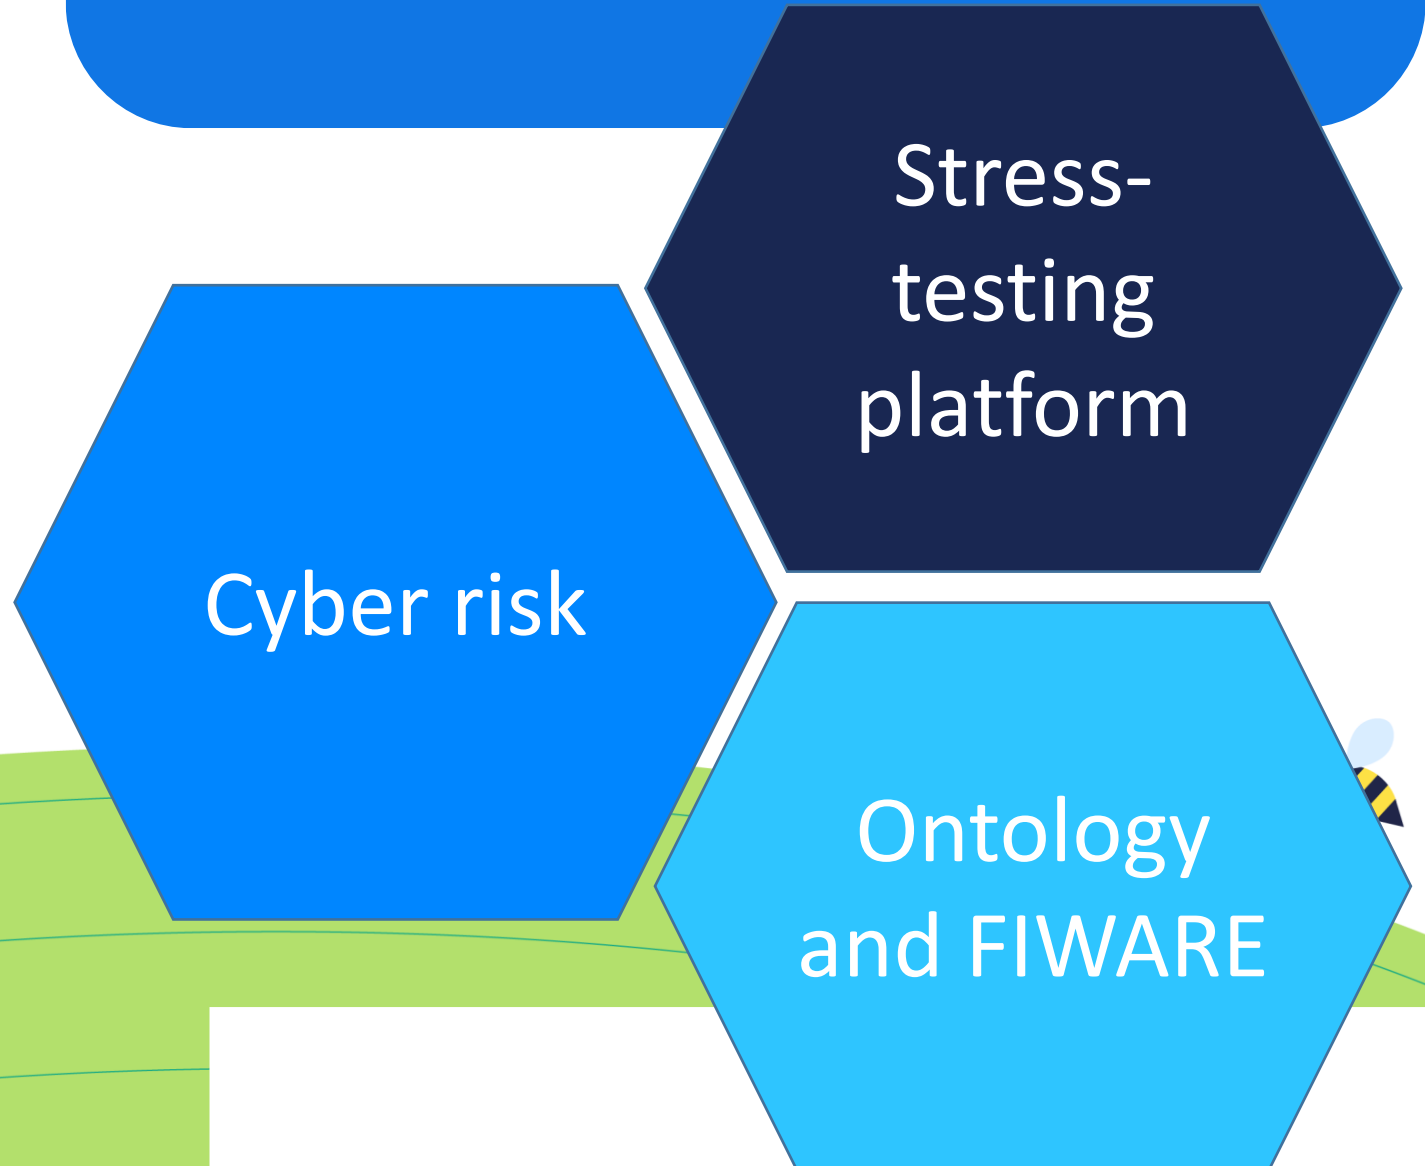 Stress-
testing
platform
Cyber risk
Ontology
and FIWARE